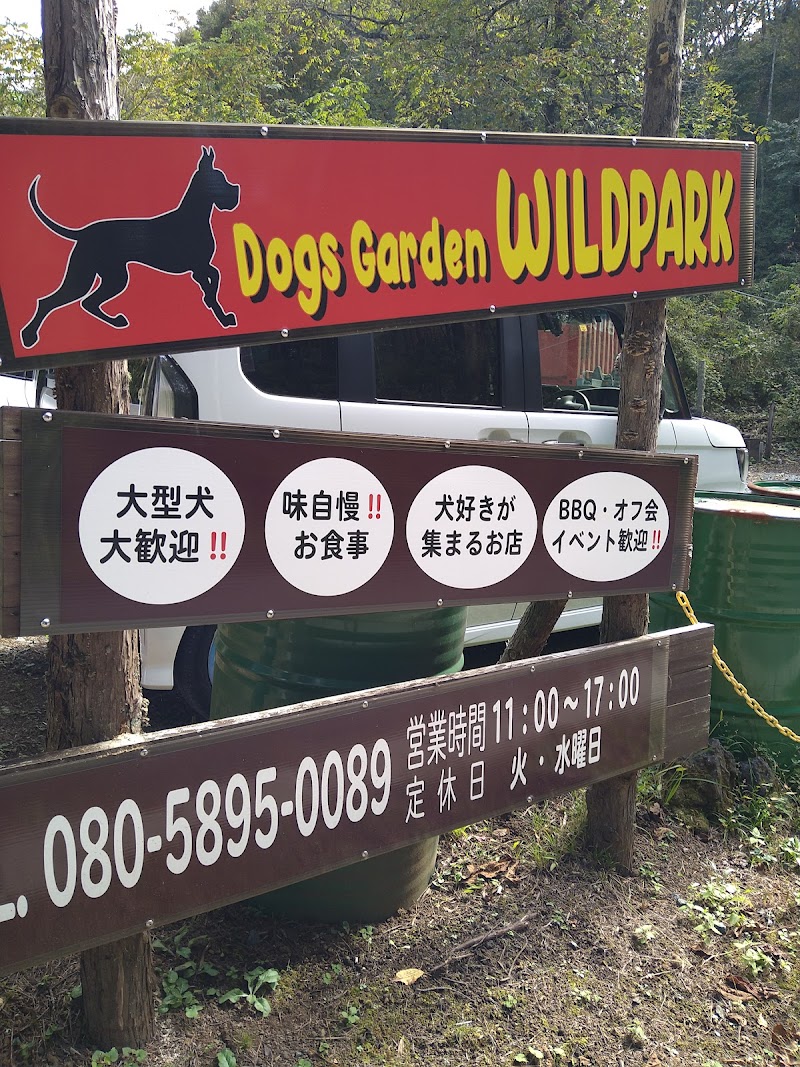 Dogs Garden WILDPARK
大型犬
大歓迎!!
味自慢!!
お食事
犬好きが
集まるお店
BBQ・オフ会
イベント歓迎!!
L. 080-5895-0089
営業時間 11:00~17:00
定休日 火・水曜日